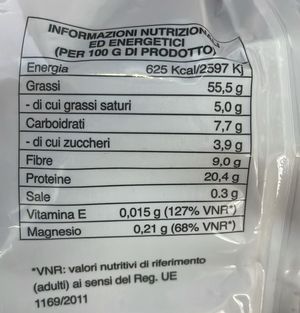 INFORMAZIONI NUTRIZIONALI
ED ENERGETICI
(PER 100 G DI PRODOTTO)
Energia 625 Kcal/2597 Kj
Grassi 55,5 g
- di cui grassi saturi 5,0 g
Carboidrati 7,7 g
- di cui zuccheri 3,9 g
Fibre 9,0 g
Proteine 20,4 g
Sale 0.3 g
Vitamina E 0,015 g (127% VNR*)
Magnesio 0,21 g (68% VNR*)
*VNR: valori nutritivi di riferimento
(adulti) ai sensi del Reg. UE
1169/2011